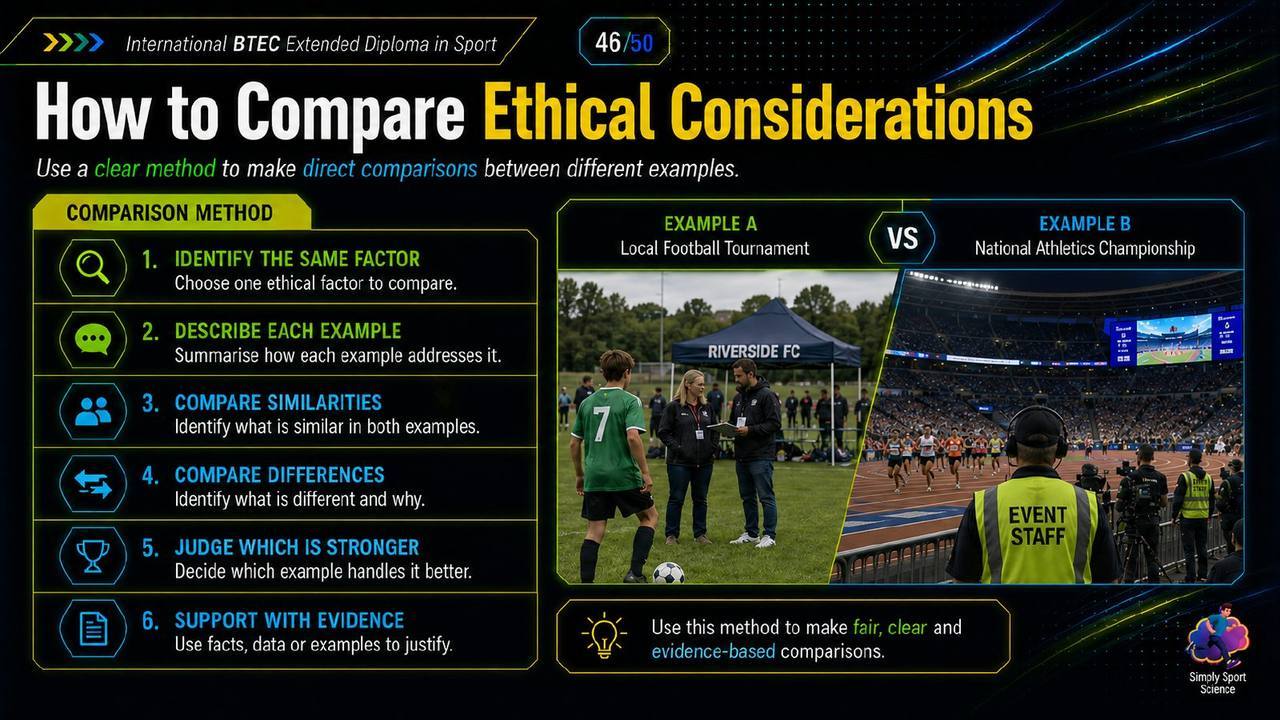 International BTEC Extended Diploma in Sport
46/50
How to Compare Ethical Considerations
Use a clear method to make direct comparisons between different examples.
COMPARISON METHOD
1. IDENTIFY THE SAME FACTOR
Choose one ethical factor to compare.
2. DESCRIBE EACH EXAMPLE
Summarise how each example addresses it.
3. COMPARE SIMILARITIES
Identify what is similar in both examples.
4. COMPARE DIFFERENCES
Identify what is different and why.
5. JUDGE WHICH IS STRONGER
Decide which example handles it better.
6. SUPPORT WITH EVIDENCE
Use facts, data or examples to justify.
EXAMPLE A
Local Football Tournament
VS
EXAMPLE B
National Athletics Championship
RIVERSIDE FC
7
EVENT
STAFF
Use this method to make fair, clear and
evidence-based comparisons.
Simply Sport
Science